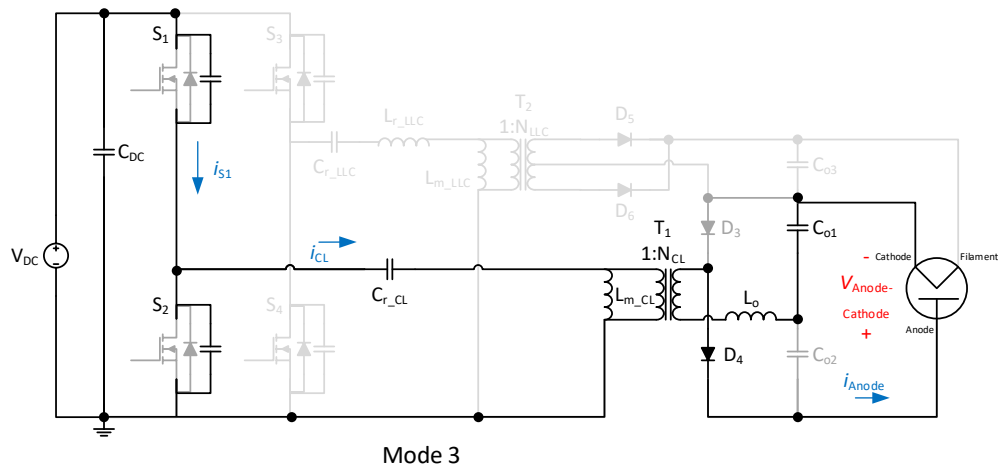 S1
S3
T2
1:NLLC
D5
Lr_LLC
CDC
iS1
Cr_LLC
Lm_LLC
Co3
D6
D3
T1
1:NCL
Co1
VDC
iCL
Cr_CL
Lm_CL
Lo
- Cathode
Filament
VAnode-
Cathode
+
Anode
S2
S4
D4
Co2
iAnode
Mode 3